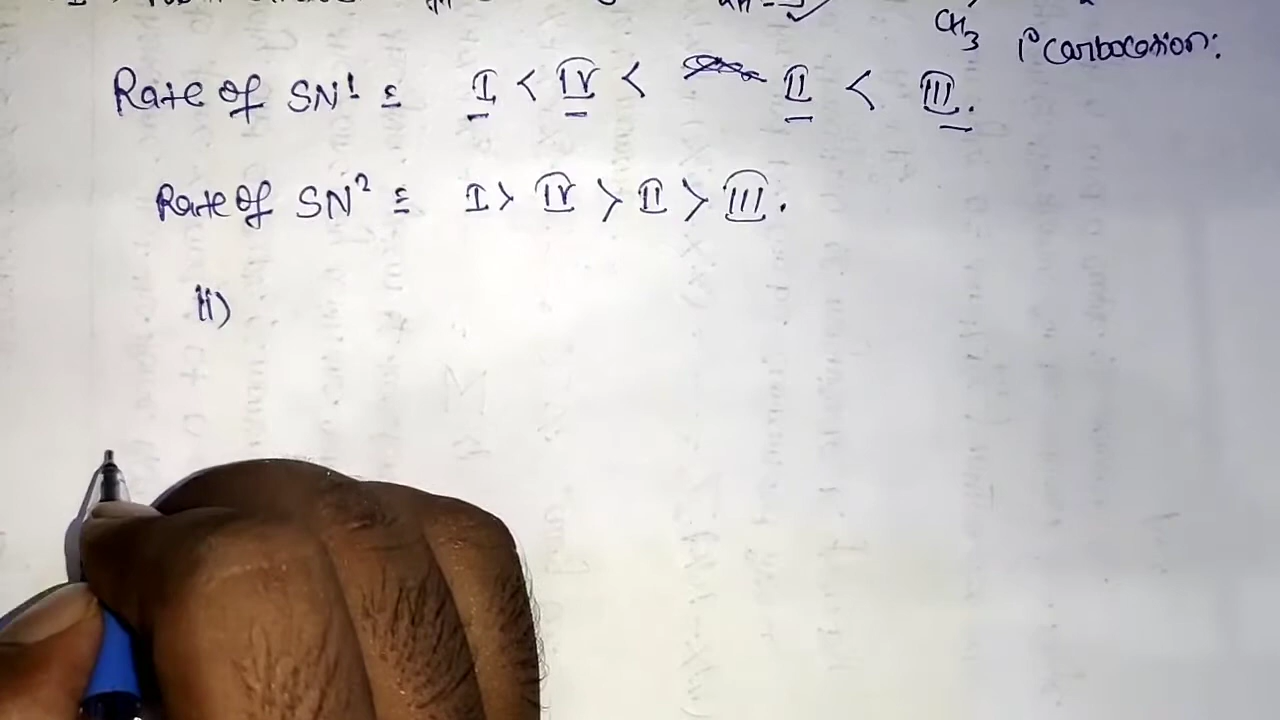 CH3 1° Carbocation:
Rate of SN1 : I < IV < II < III.
Rate of SN2 : I > IV > II > III.
ii)